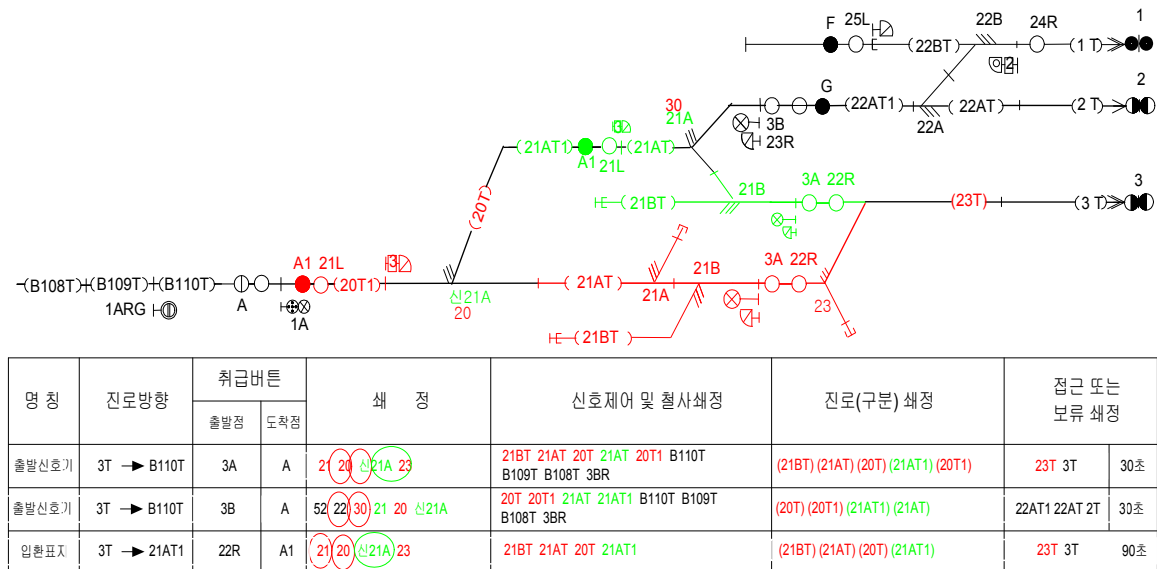 F 25L (22BT) 22B 24R (1T) 1
2
G (22AT1) 22A (22AT) (2T) 2
30
21A
3B
23R
3
(21AT1) A1 21L (21AT)
(21BT) 21B 3A 22R (23T) (3T) 3
(20T)
3
(B108T) (B109T) (B110T) A A1 21L (20T1)
1ARG 1A
신21A
20
(21AT) 21A 21B 3A 22R 23
(21BT)
명 칭 진로방향 취급버튼 쇄 정 신호제어 및 철사쇄정 진로(구분) 쇄정 접근 또는
보류 쇄정
출발점 도착점
출발신호기 3T B110T 3A A 21 20 신21A 23 21BT 21AT 20T 21AT 20T1 B110T
B109T B108T 3BR (21BT) (21AT) (20T) (21AT1) (20T1) 23T 3T 30초
출발신호기 3T B110T 3B A 52 22 30 21 20 신21A 20T 20T1 21AT 21AT1 B110T B109T
B108T 3BR (20T) (20T1) (21AT1) (21AT) 22AT1 22AT 2T 30초
입환표지 3T 21AT1 22R A1 21 20 신21A 23 21BT 21AT 20T 21AT1 (21BT) (21AT) (20T) (21AT1) 23T 3T 90초